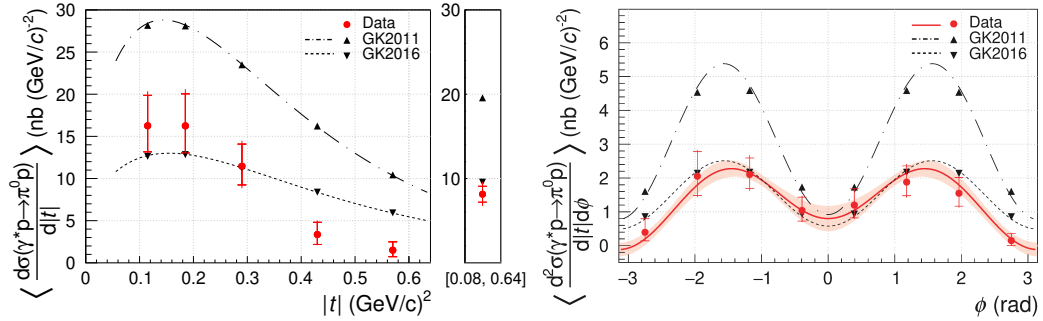 ⟨ dσ(γ*p→π⁰p) / d|t| ⟩ (nb (GeV/c)⁻²)
30
25
20
15
10
5
0
Data
GK2011
GK2016
0 0.1 0.2 0.3 0.4 0.5 0.6
|t| (GeV/c)²
30
20
10
0
[0.08, 0.64]
⟨ d²σ(γ*p→π⁰p) / d|t|dφ ⟩ (nb (GeV/c)⁻²)
6
5
4
3
2
1
0
Data
GK2011
GK2016
−3 −2 −1 0 1 2 3
ϕ (rad)